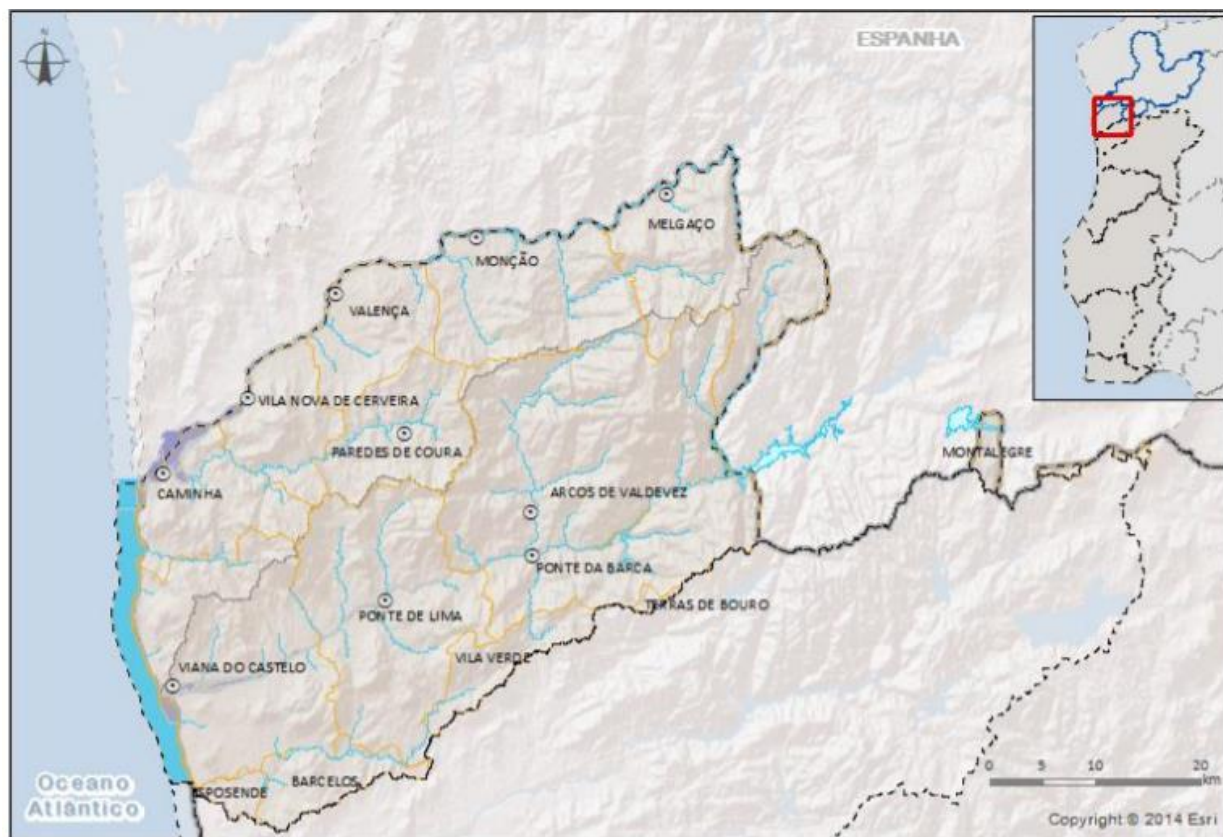 N
ESPANHA
MELGAÇO
MONÇÃO
VALENÇA
VILA NOVA DE CERVEIRA
PAREDES DE COURA
MONTALEGRE
CAMINHA
ARCOS DE VALDEVEZ
PONTE DA BARCA
TERRAS DE BOURO
PONTE DE LIMA
VILA VERDE
VIANA DO CASTELO
BARCELOS
ESPOSENDE
Oceano
Atlântico
0 5 10 20
km
Copyright © 2014 Esri